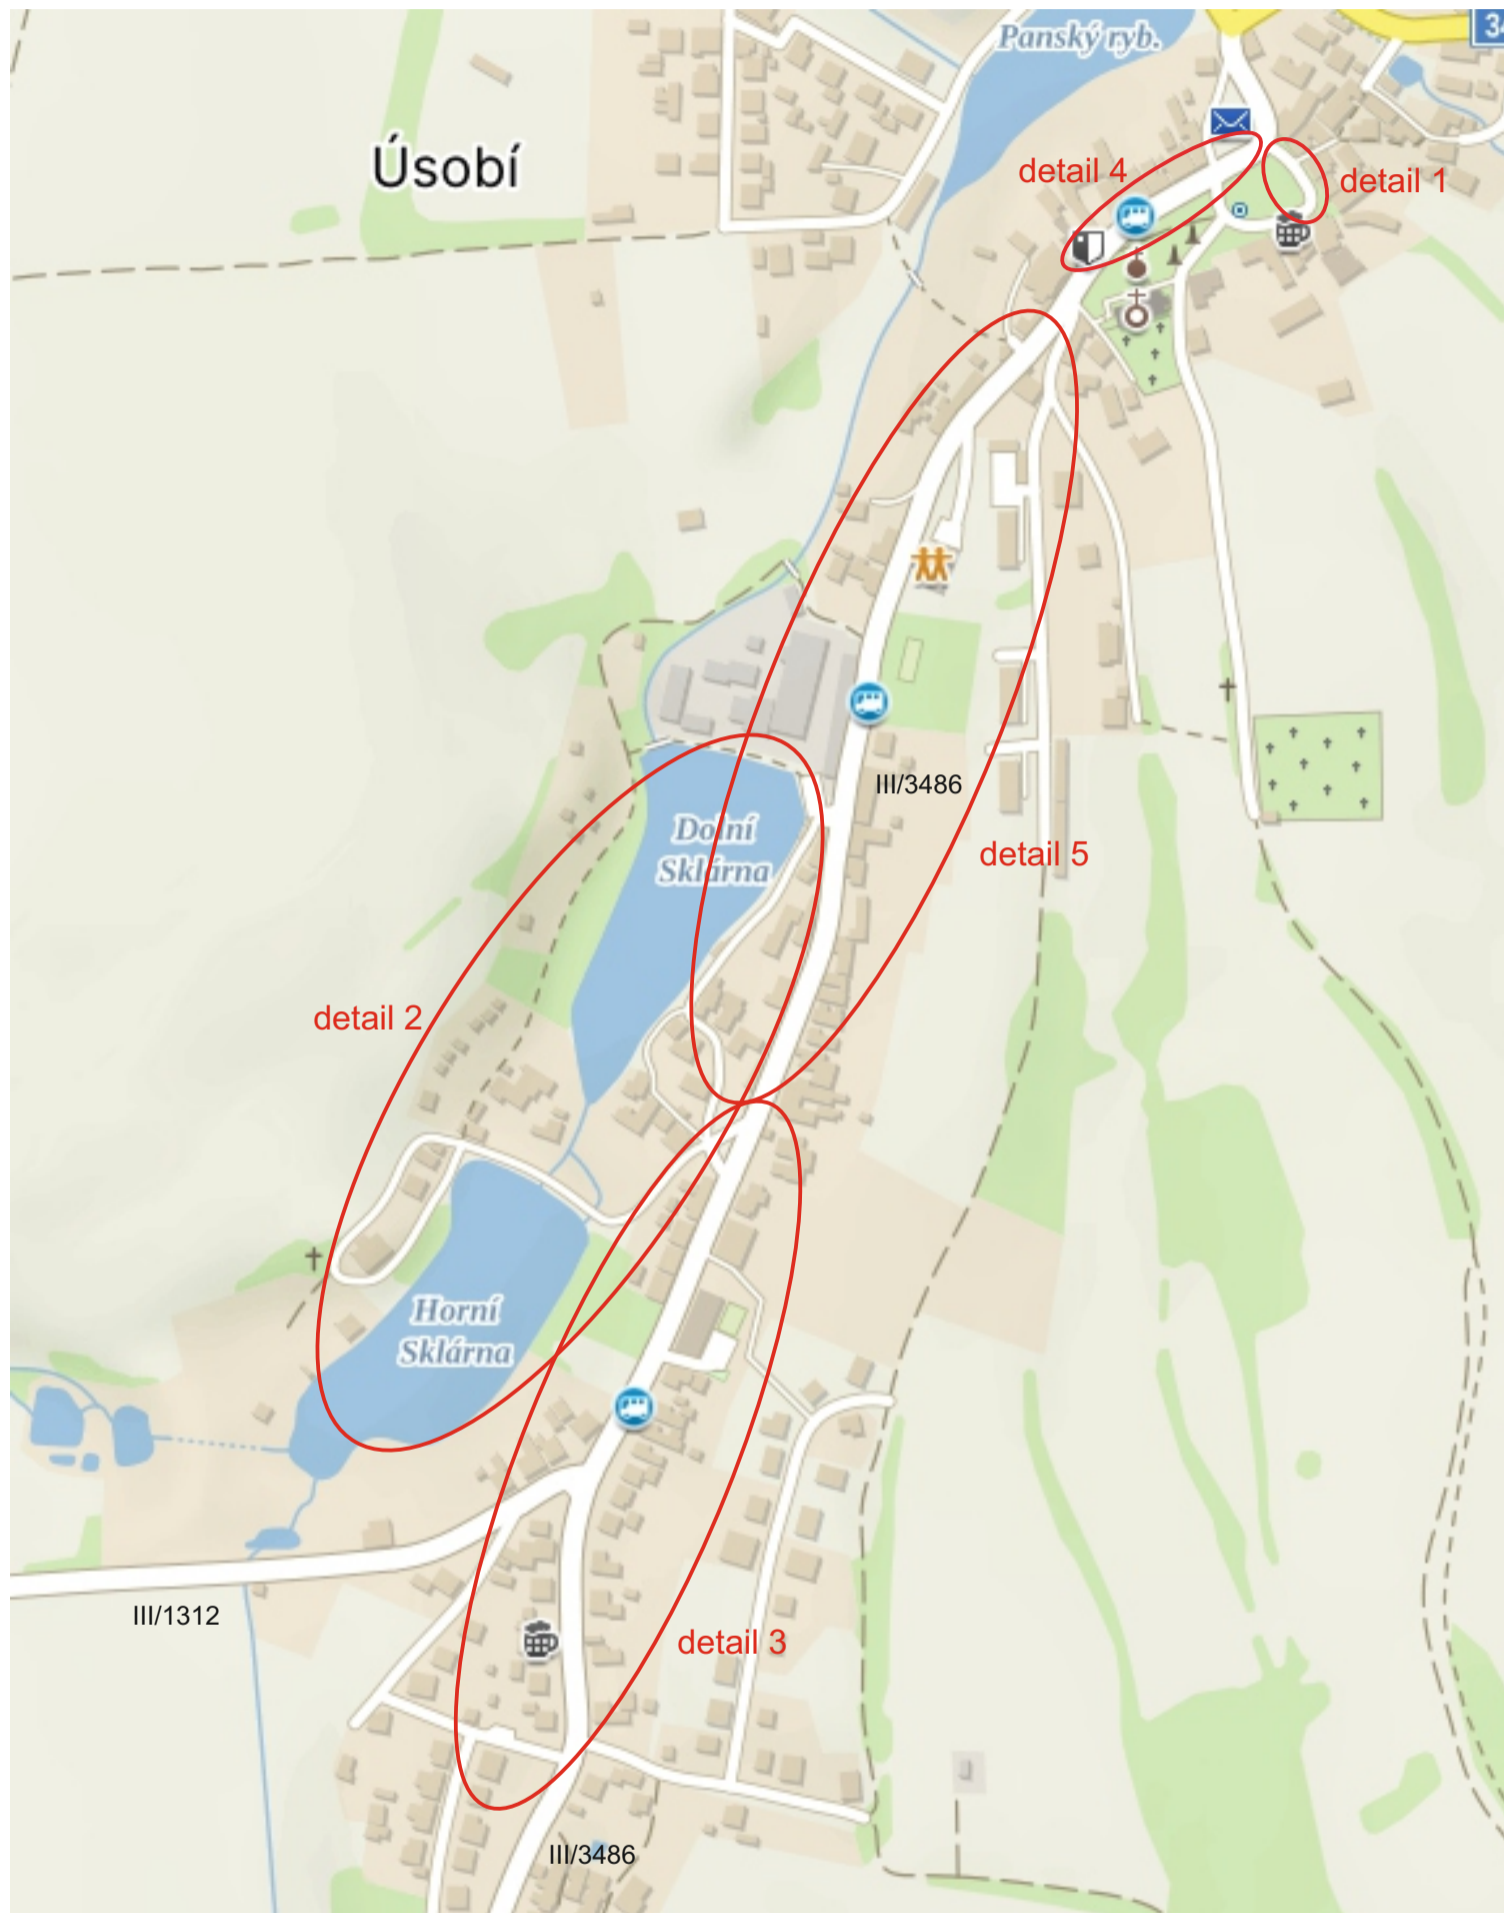 Panský ryb.
34
Úsobí
detail 4
detail 1
III/3486
Dolní
Sklárna
detail 5
detail 2
Horní
Sklárna
III/1312
detail 3
III/3486